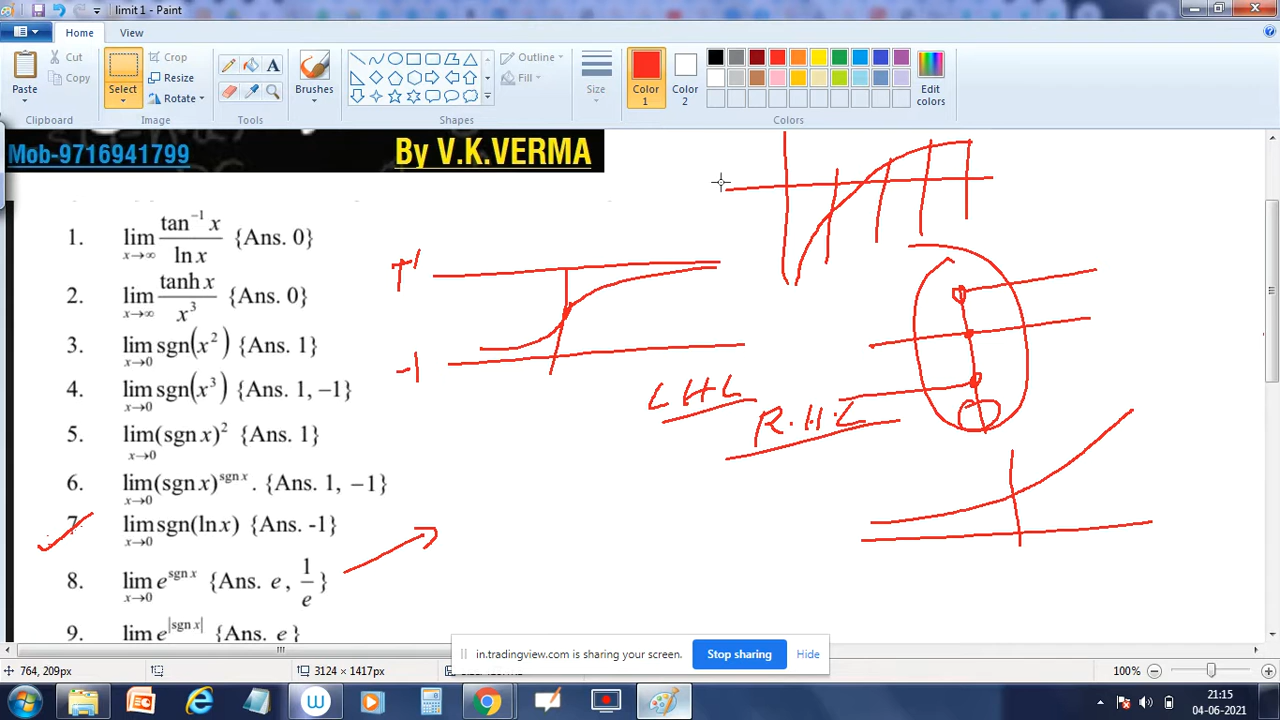 limit 1 - Paint
Home
View
Paste
Cut
Copy
Clipboard
Select
Crop
Resize
Rotate
Image
Tools
Brushes
Outline
Fill
Shapes
Size
Color 1
Color 2
Edit colors
Colors
Mob-9716941799
By V.K.VERMA
1. lim x→∞ tan⁻¹ x / ln x {Ans. 0}
2. lim x→∞ tanh x / x³ {Ans. 0}
3. lim x→0 sgn(x²) {Ans. 1}
4. lim x→0 sgn(x³) {Ans. 1, −1}
5. lim x→0 (sgn x)² {Ans. 1}
6. lim x→0 (sgn x)^sgn x. {Ans. 1, −1}
7. lim x→0 sgn(ln x) {Ans. -1}
8. lim x→0 e^sgn x {Ans. e, 1/e}
9. lim e^|sgn x| {Ans. e}
-1
LHL
R.H.L
in.tradingview.com is sharing your screen.
Stop sharing
Hide
764, 209px
3124 × 1417px
100%
21:15
04-06-2021